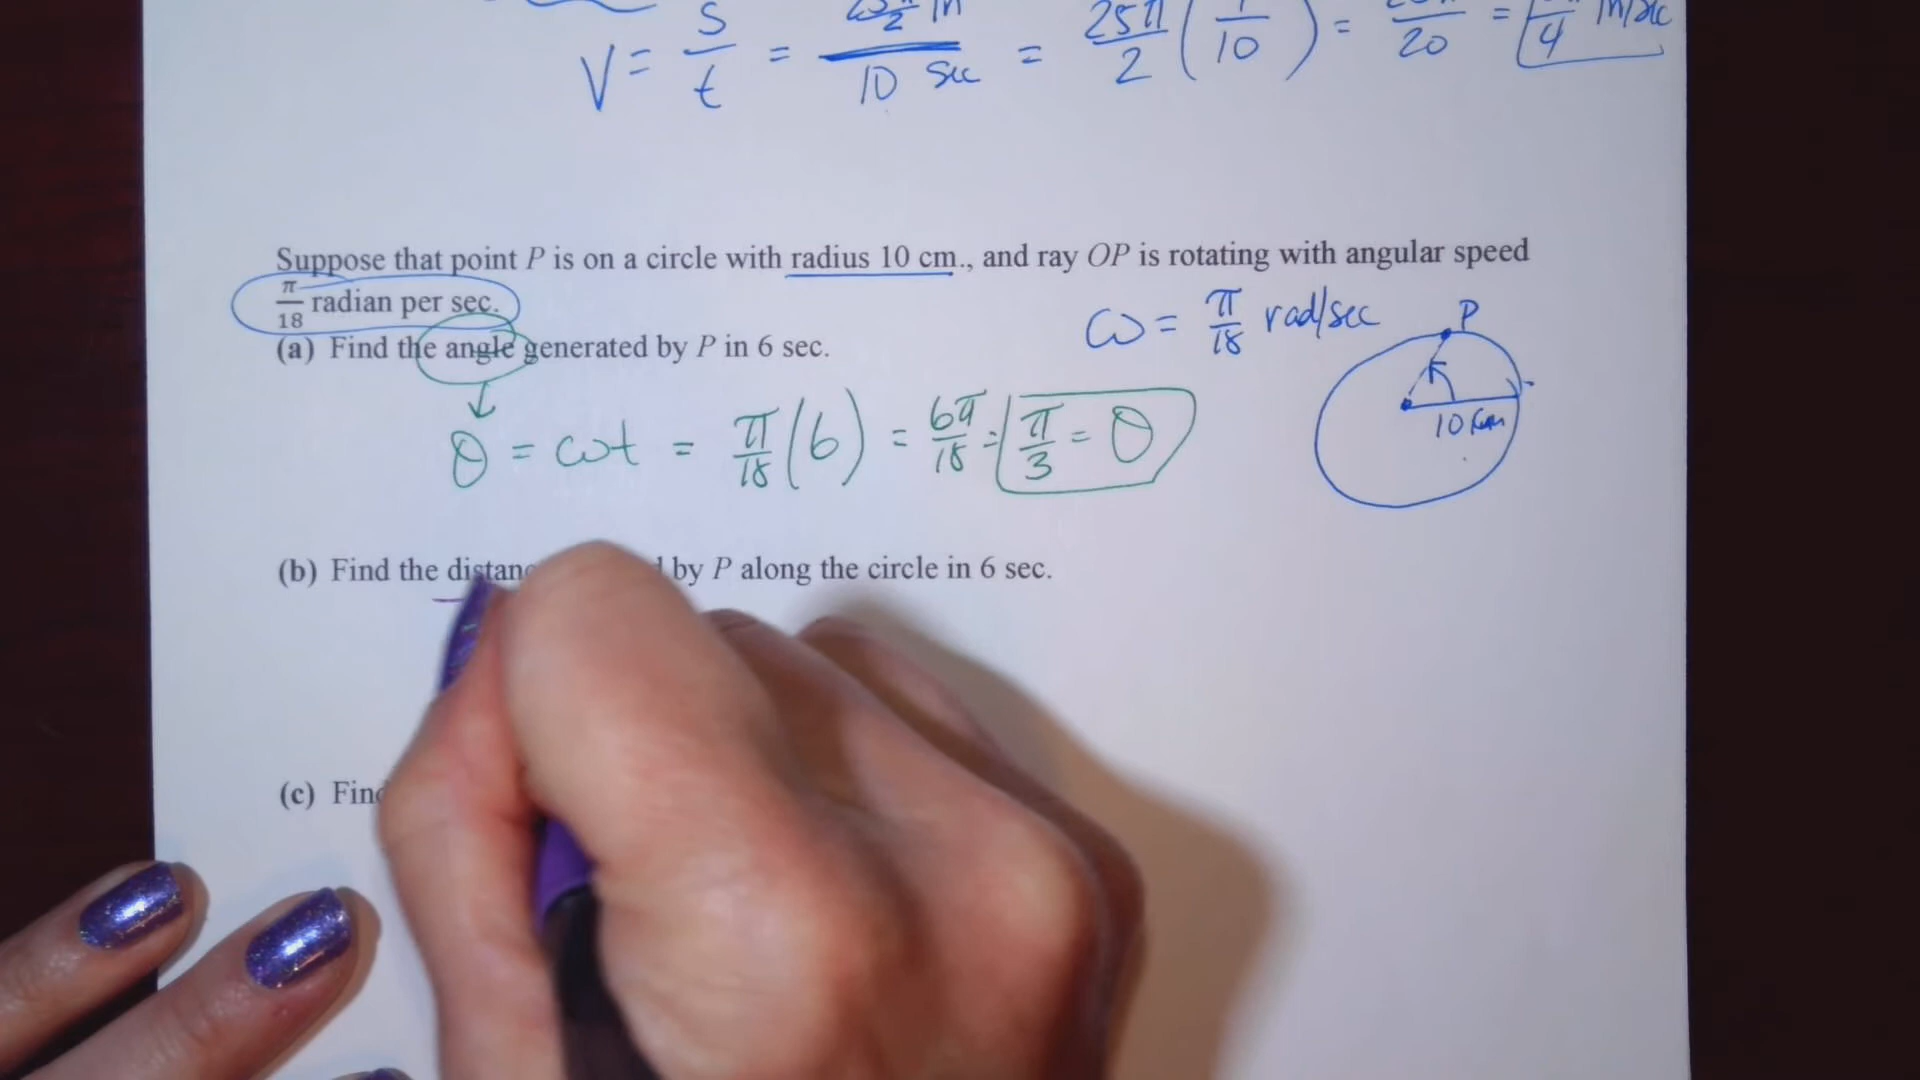 V = s/t = /2 in / 10 sec = 25π/2 (1/10) = /20 = /4 in/sec
Suppose that point P is on a circle with radius 10 cm., and ray OP is rotating with angular speed
π/18 radian per sec.
ω = π/18 rad/sec
P
(a) Find the angle generated by P in 6 sec.
10 cm
θ = ωt = π/18 (6) = 6π/18 = π/3 = θ
(b) Find the by P along the circle in 6 sec.
(c)